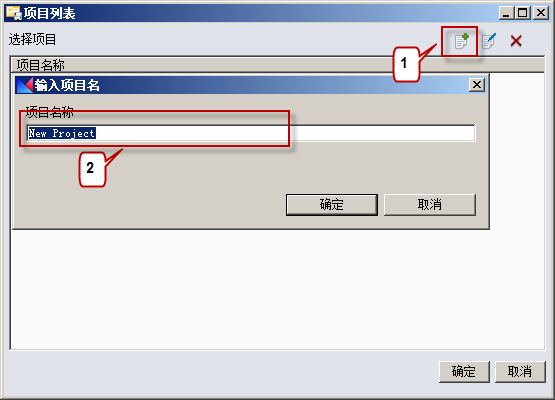 项目列表
选择项目
1
项目名称
输入项目名
项目名称
New Project
2
确定
取消
确定
取消